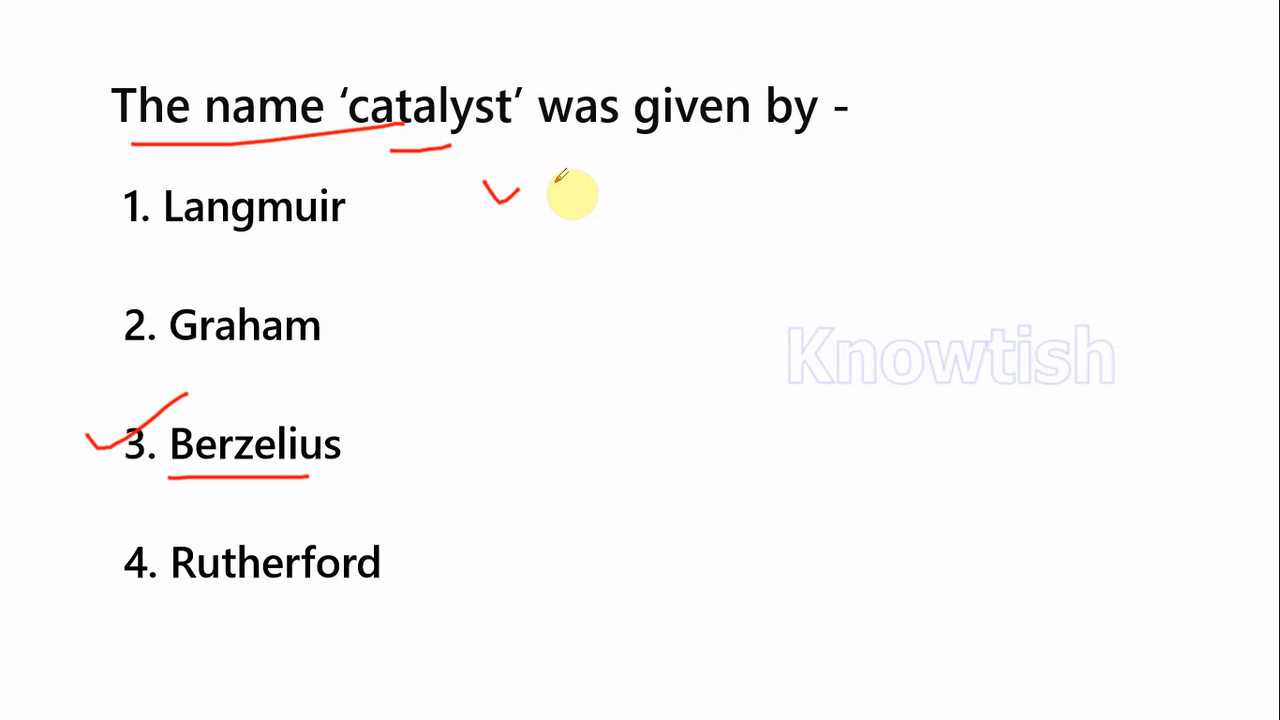 The name ‘catalyst’ was given by -
1. Langmuir
2. Graham
Knowtish
3. Berzelius
4. Rutherford